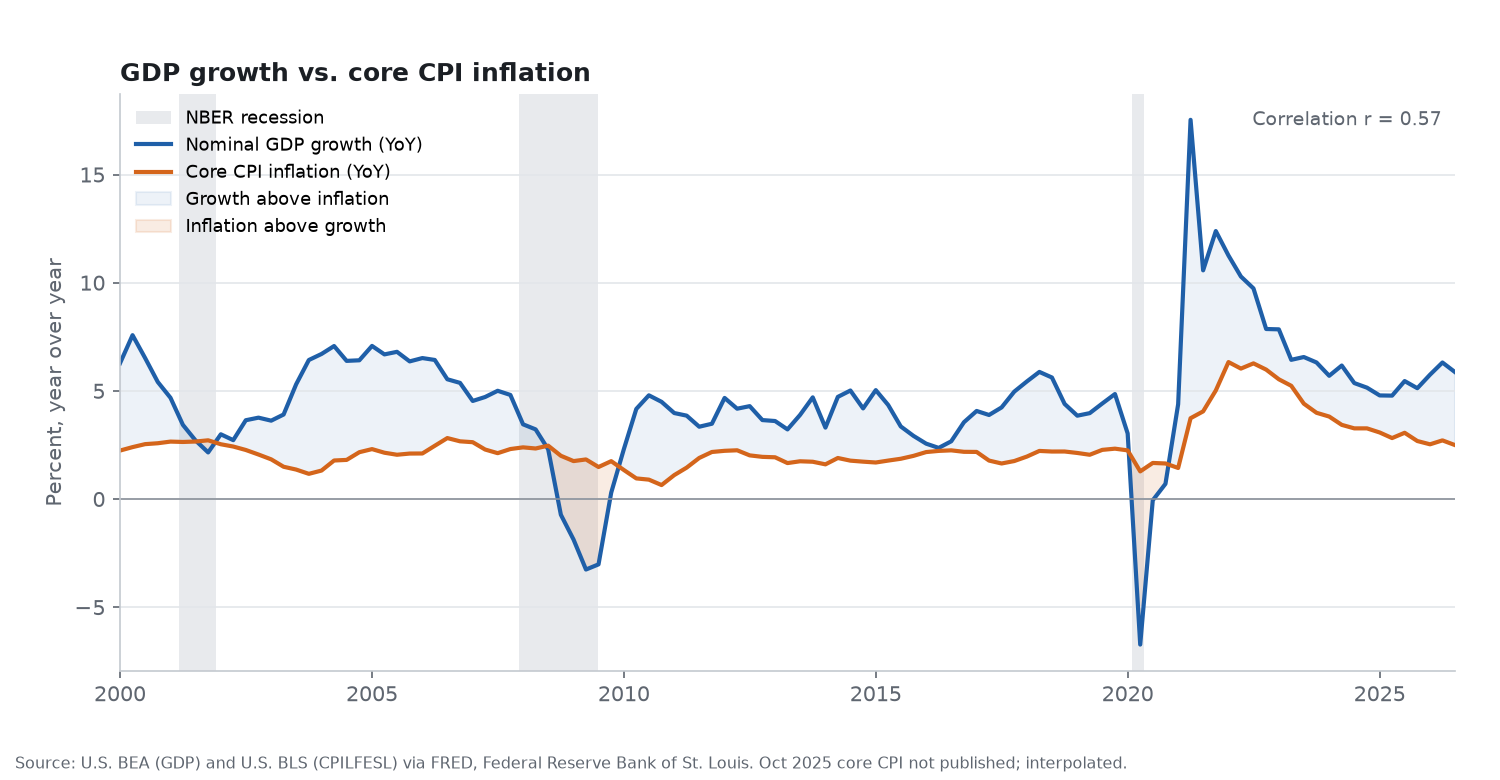 GDP growth vs. core CPI inflation
NBER recession
Nominal GDP growth (YoY)
Core CPI inflation (YoY)
Growth above inflation
Inflation above growth
Correlation r = 0.57
Percent, year over year
15
10
5
0
−5
2000
2005
2010
2015
2020
2025
Source: U.S. BEA (GDP) and U.S. BLS (CPILFESL) via FRED, Federal Reserve Bank of St. Louis. Oct 2025 core CPI not published; interpolated.